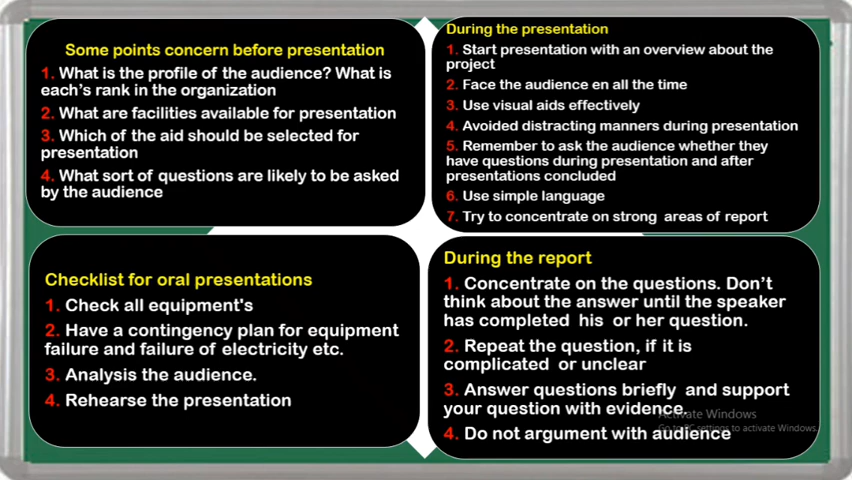 Some points concern before presentation
1. What is the profile of the audience? What is
each's rank in the organization
2. What are facilities available for presentation
3. Which of the aid should be selected for
presentation
4. What sort of questions are likely to be asked
by the audience
During the presentation
1. Start presentation with an overview about the
project
2. Face the audience en all the time
3. Use visual aids effectively
4. Avoided distracting manners during presentation
5. Remember to ask the audience whether they
have questions during presentation and after
presentations concluded
6. Use simple language
7. Try to concentrate on strong areas of report
Checklist for oral presentations
1. Check all equipment's
2. Have a contingency plan for equipment
failure and failure of electricity etc.
3. Analysis the audience.
4. Rehearse the presentation
During the report
1. Concentrate on the questions. Don't
think about the answer until the speaker
has completed his or her question.
2. Repeat the question, if it is
complicated or unclear
3. Answer questions briefly and support
your question with evidence.
4. Do not argument with audience
Activate Windows
Go to PC settings to activate Windows.